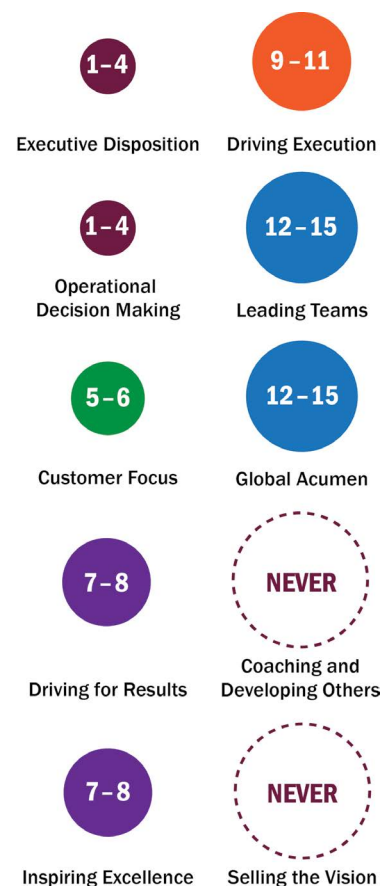 1–4
Executive Disposition
9–11
Driving Execution
1–4
Operational
Decision Making
12–15
Leading Teams
5–6
Customer Focus
12–15
Global Acumen
7–8
Driving for Results
NEVER
Coaching and
Developing Others
7–8
Inspiring Excellence
NEVER
Selling the Vision